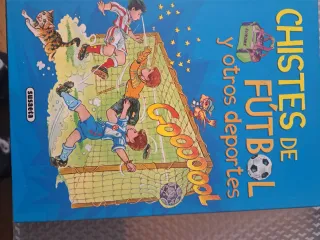 CHISTES DE
FÚTBOL
y otros deportes
Goooooool
susaeta